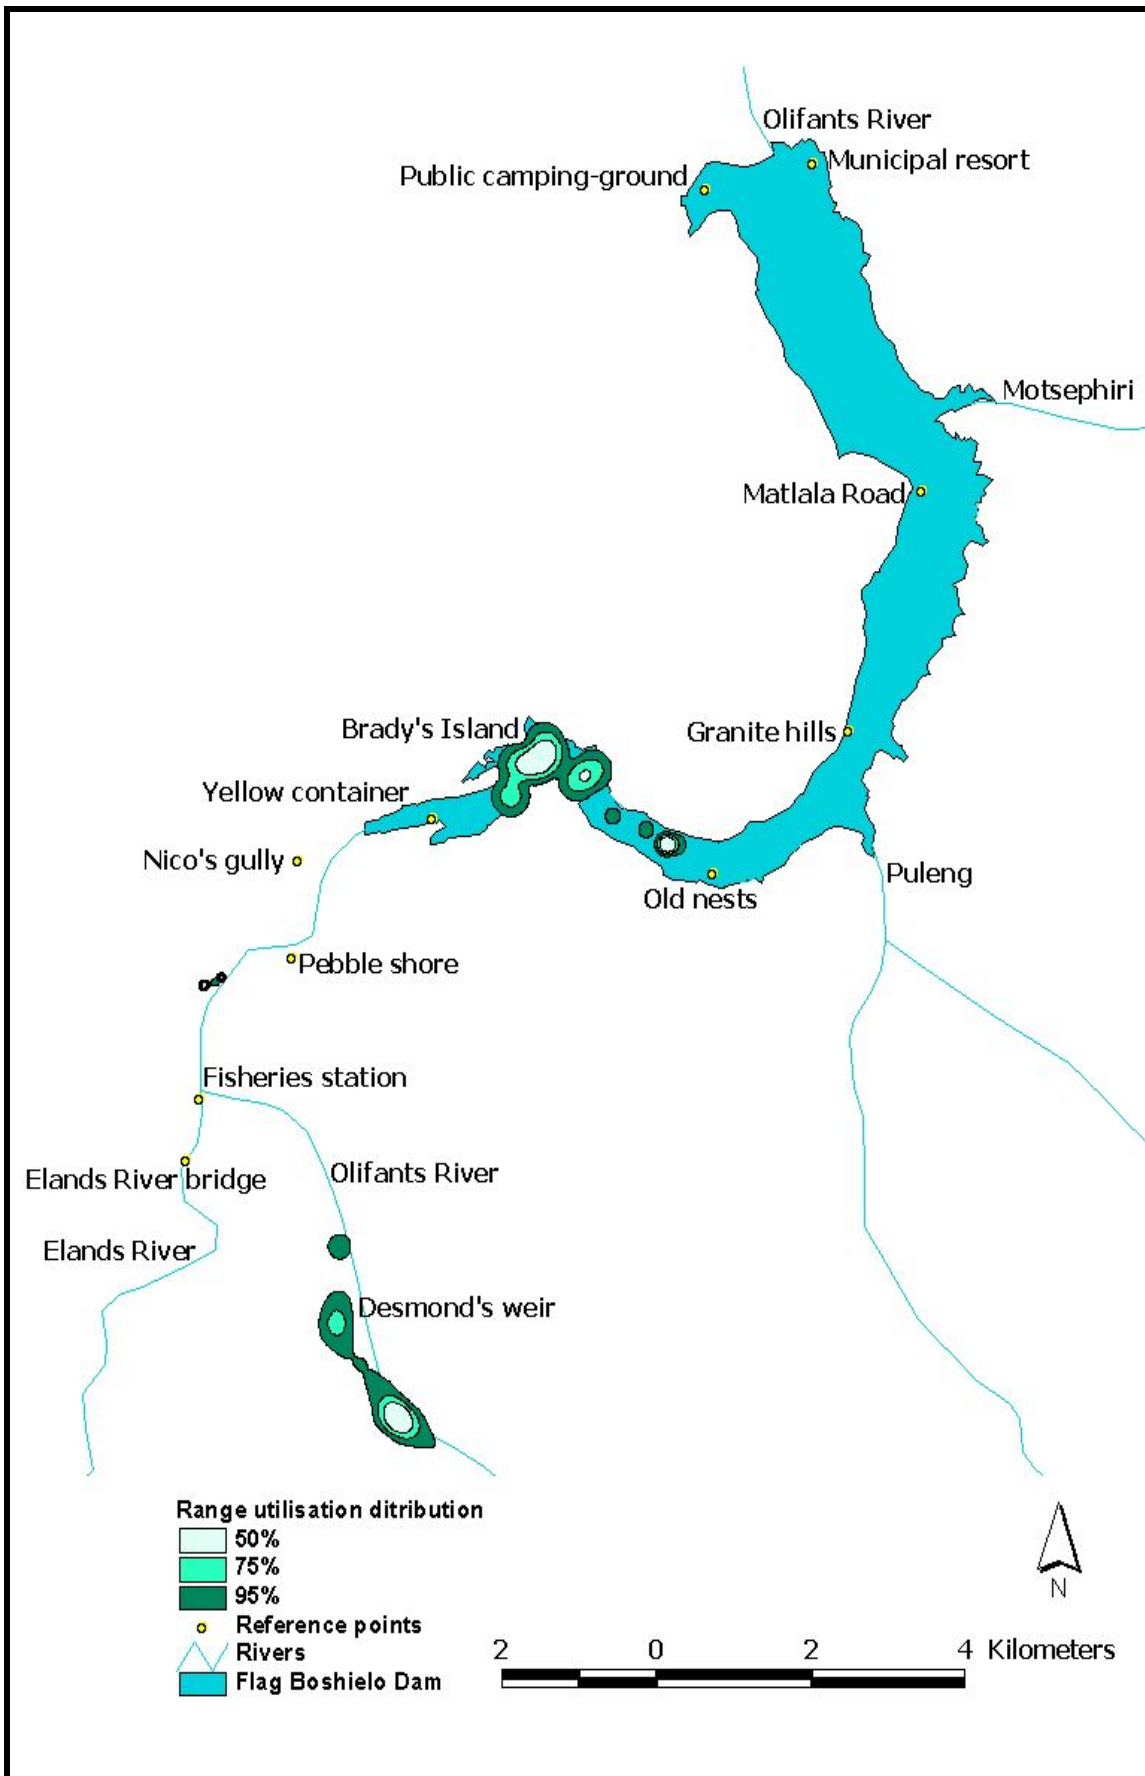 Olifants River
Municipal resort
Public camping-ground
Motsephiri
Matlala Road
Brady's Island
Granite hills
Yellow container
Nico's gully
Puleng
Old nests
Pebble shore
Fisheries station
Elands River bridge
Olifants River
Elands River
Desmond's weir
Range utilisation ditribution
50%
75%
95%
Reference points
Rivers
Flag Boshielo Dam
N
2 0 2 4 Kilometers